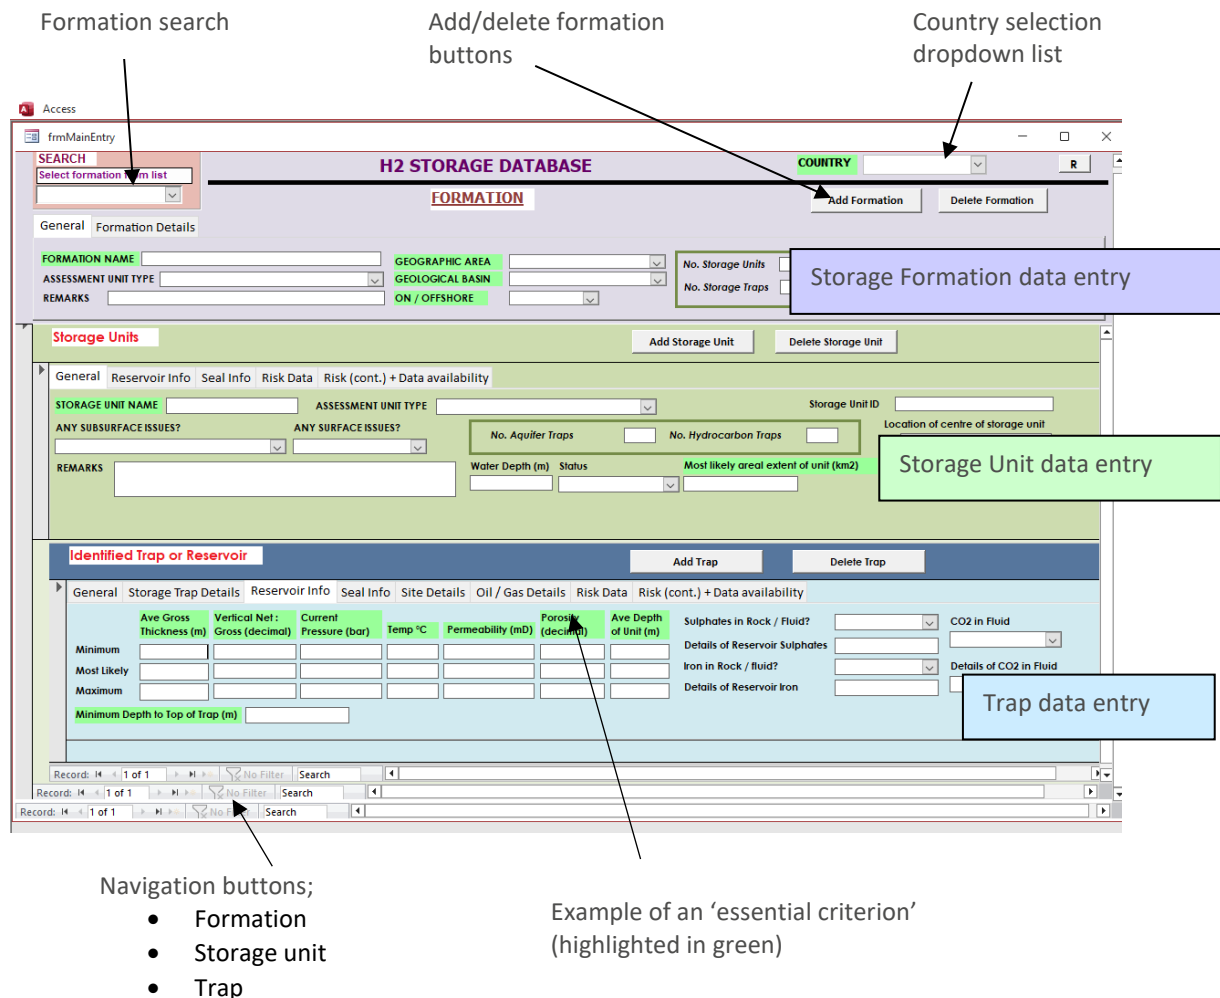 Formation search
Add/delete formation
buttons
Country selection
dropdown list
Access
frmMainEntry
SEARCH
Select formation from list
H2 STORAGE DATABASE
COUNTRY
R
FORMATION
Add Formation
Delete Formation
General Formation Details
FORMATION NAME
GEOGRAPHIC AREA
No. Storage Units
ASSESSMENT UNIT TYPE
GEOLOGICAL BASIN
No. Storage Traps
REMARKS
ON / OFFSHORE
Storage Formation data entry
Storage Units
Add Storage Unit
Delete Storage Unit
General Reservoir Info Seal Info Risk Data Risk (cont.) + Data availability
STORAGE UNIT NAME
ASSESSMENT UNIT TYPE
Storage Unit ID
ANY SUBSURFACE ISSUES?
ANY SURFACE ISSUES?
No. Aquifer Traps
No. Hydrocarbon Traps
Location of centre of storage unit
REMARKS
Water Depth (m) Status
Most likely areal extent of unit (km2)
Storage Unit data entry
Identified Trap or Reservoir
Add Trap
Delete Trap
General Storage Trap Details Reservoir Info Seal Info Site Details Oil / Gas Details Risk Data Risk (cont.) + Data availability
Ave Gross
Thickness (m)
Vertical Net :
Gross (decimal)
Current
Pressure (bar)
Temp °C
Permeability (mD)
Porosity
(decimal)
Ave Depth
of Unit (m)
Sulphates in Rock / Fluid?
CO2 in Fluid
Minimum
Details of Reservoir Sulphates
Most Likely
Iron in Rock / fluid?
Details of CO2 in Fluid
Maximum
Details of Reservoir Iron
Minimum Depth to Top of Trap (m)
Trap data entry
Record: 1 of 1 No Filter Search
Record: 1 of 1 No Filter Search
Record: 1 of 1 No Filter Search
Navigation buttons;
• Formation
• Storage unit
• Trap
Example of an ‘essential criterion’
(highlighted in green)